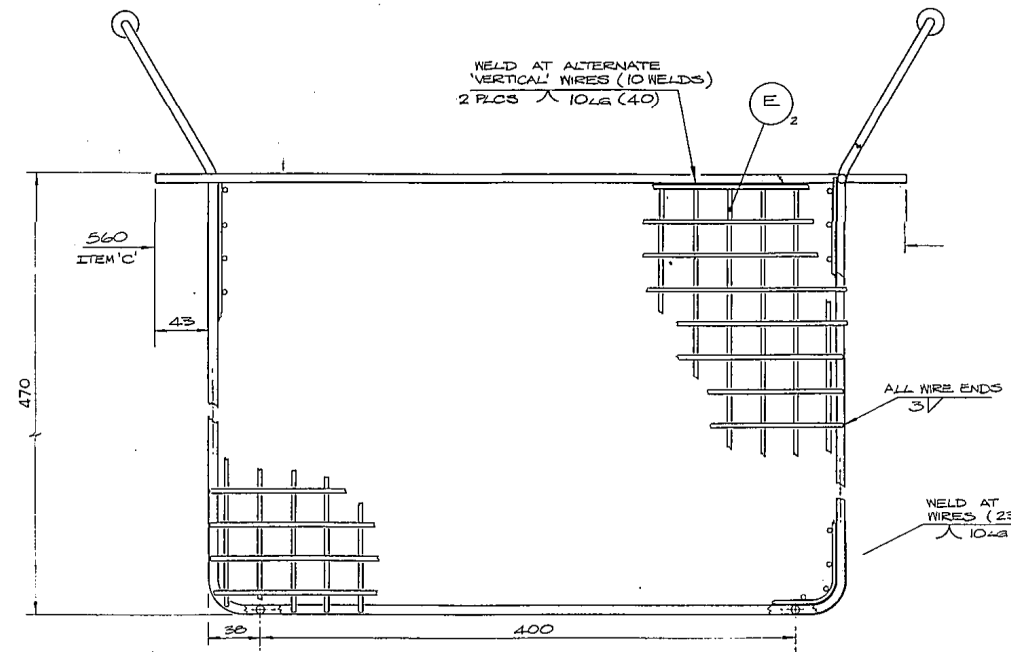 WELD AT ALTERNATE
'VERTICAL' WIRES (10 WELDS)
2 PLCS 10LG (40)
E
2
560
ITEM 'C'
43
470
ALL WIRE ENDS
3
WELD AT
WIRES (23
10LG
38
400